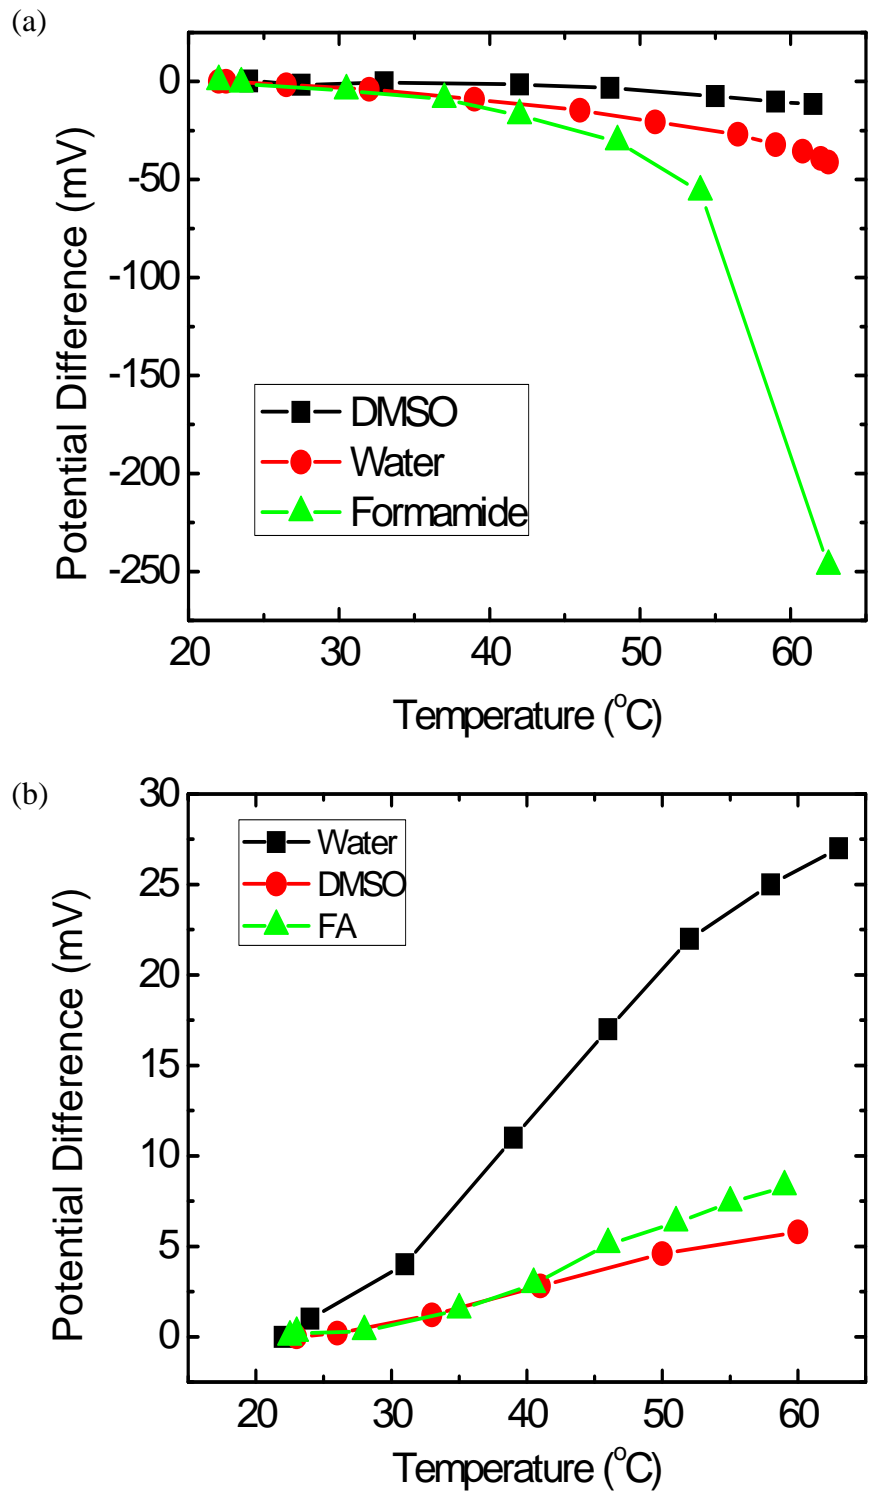 (a)
0
-50
-100
-150
-200
-250
Potential Difference (mV)
DMSO
Water
Formamide
20 30 40 50 60
Temperature (°C)
(b)
30
25
20
15
10
5
0
Potential Difference (mV)
Water
DMSO
FA
20 30 40 50 60
Temperature (°C)